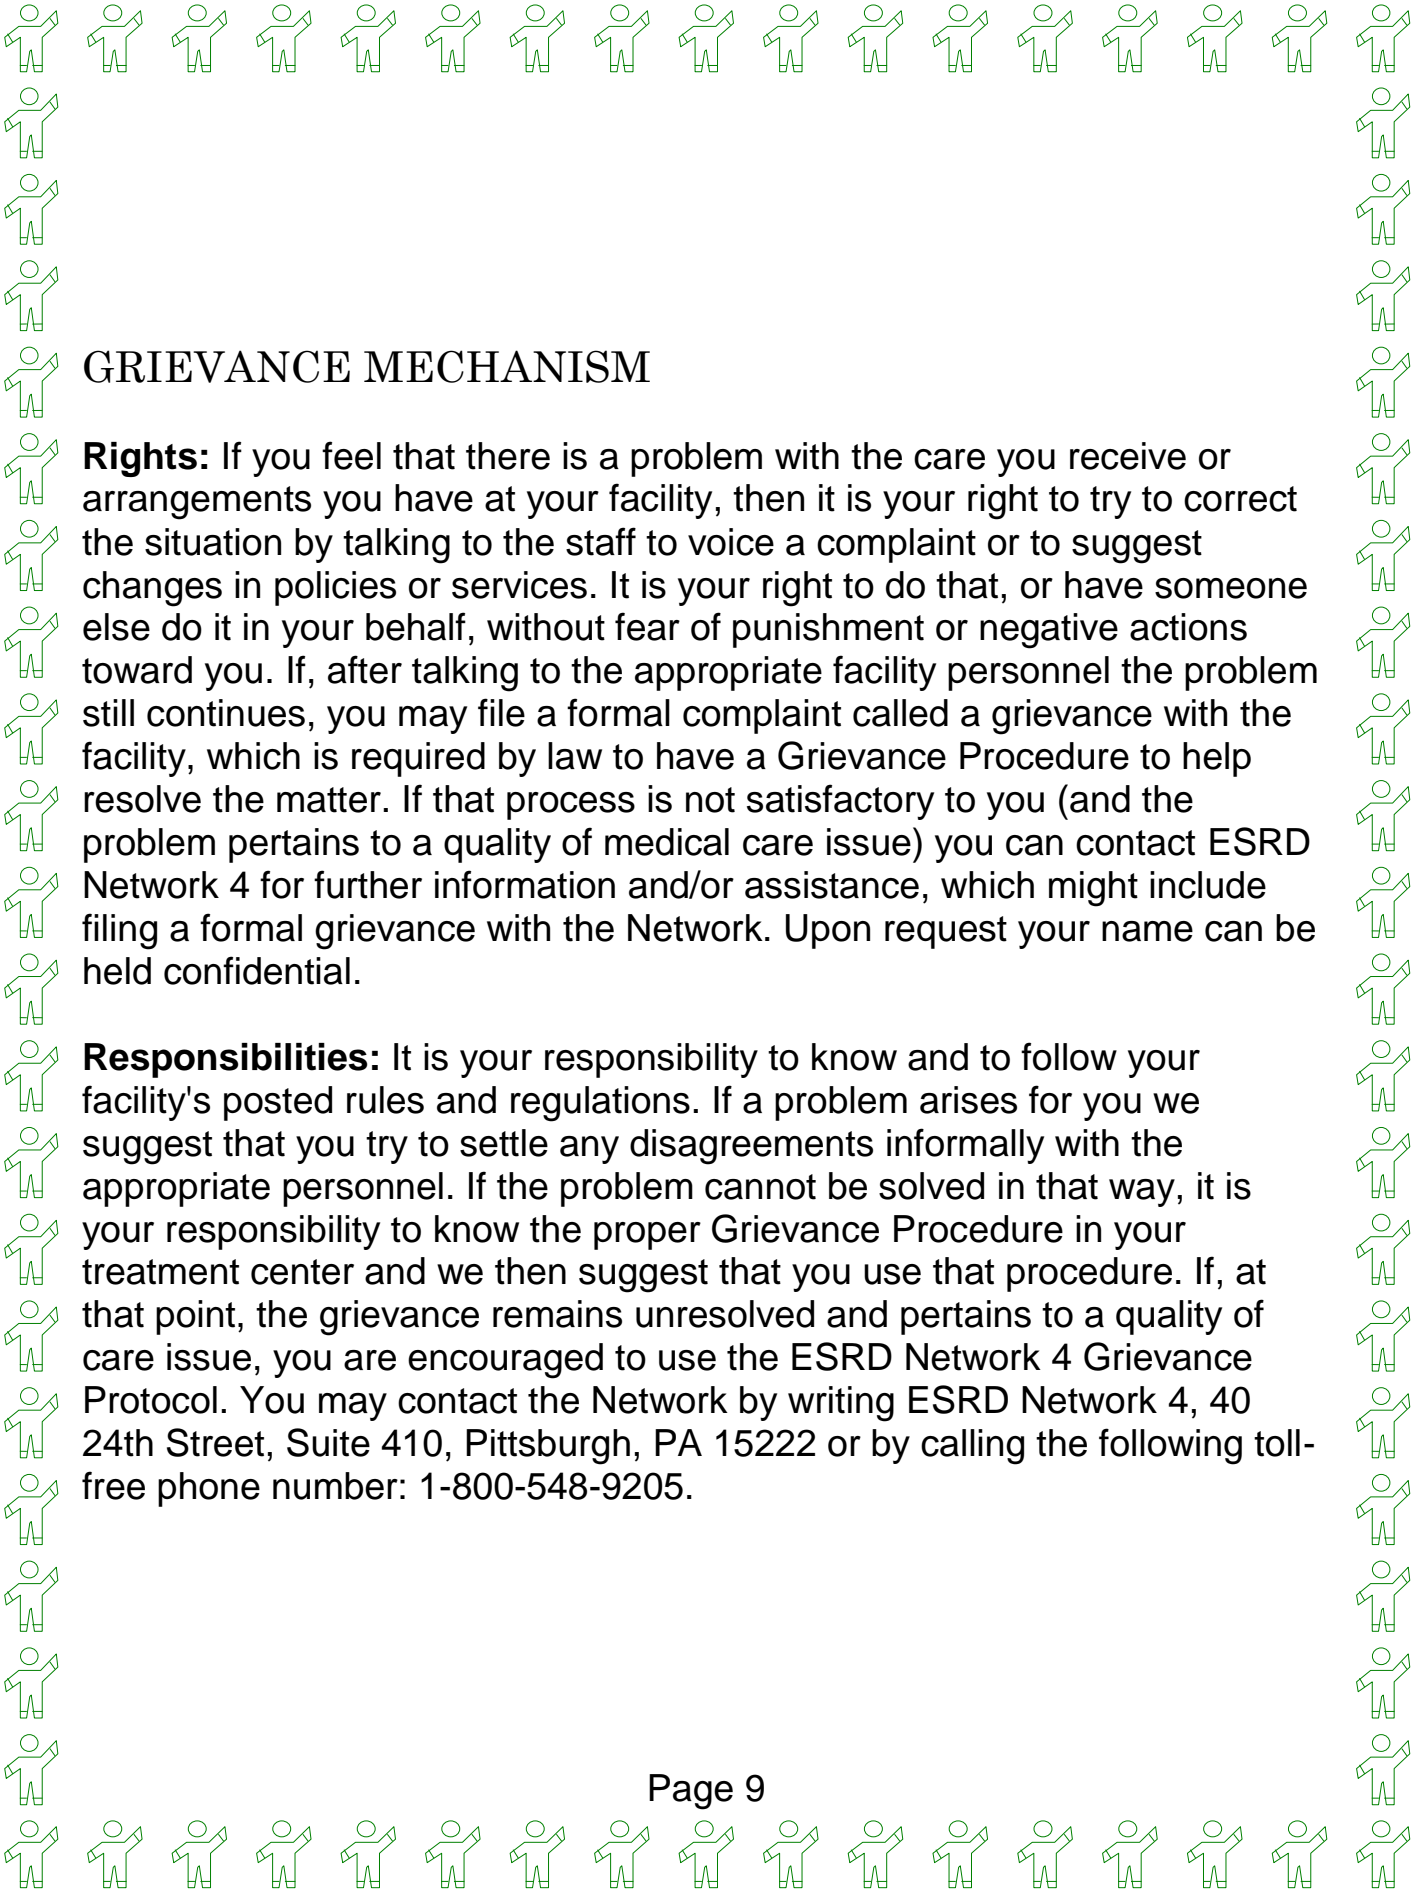 GRIEVANCE MECHANISM
Rights: If you feel that there is a problem with the care you receive or
arrangements you have at your facility, then it is your right to try to correct
the situation by talking to the staff to voice a complaint or to suggest
changes in policies or services. It is your right to do that, or have someone
else do it in your behalf, without fear of punishment or negative actions
toward you. If, after talking to the appropriate facility personnel the problem
still continues, you may file a formal complaint called a grievance with the
facility, which is required by law to have a Grievance Procedure to help
resolve the matter. If that process is not satisfactory to you (and the
problem pertains to a quality of medical care issue) you can contact ESRD
Network 4 for further information and/or assistance, which might include
filing a formal grievance with the Network. Upon request your name can be
held confidential.
Responsibilities: It is your responsibility to know and to follow your
facility's posted rules and regulations. If a problem arises for you we
suggest that you try to settle any disagreements informally with the
appropriate personnel. If the problem cannot be solved in that way, it is
your responsibility to know the proper Grievance Procedure in your
treatment center and we then suggest that you use that procedure. If, at
that point, the grievance remains unresolved and pertains to a quality of
care issue, you are encouraged to use the ESRD Network 4 Grievance
Protocol. You may contact the Network by writing ESRD Network 4, 40
24th Street, Suite 410, Pittsburgh, PA 15222 or by calling the following toll-
free phone number: 1-800-548-9205.
Page 9